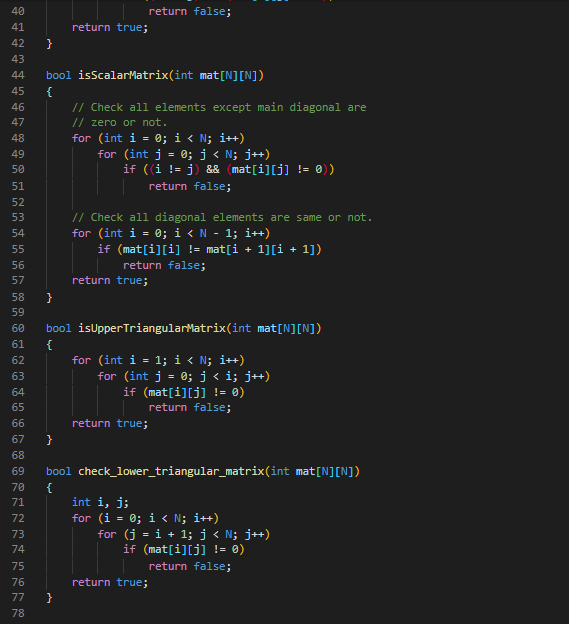 40                    return false;
41        return true;
42    }
43
44    bool isScalarMatrix(int mat[N][N])
45    {
46        // Check all elements except main diagonal are
47        // zero or not.
48        for (int i = 0; i < N; i++)
49            for (int j = 0; j < N; j++)
50                if ((i != j) && (mat[i][j] != 0))
51                    return false;
52
53        // Check all diagonal elements are same or not.
54        for (int i = 0; i < N - 1; i++)
55            if (mat[i][i] != mat[i + 1][i + 1])
56                return false;
57        return true;
58    }
59
60    bool isUpperTriangularMatrix(int mat[N][N])
61    {
62        for (int i = 1; i < N; i++)
63            for (int j = 0; j < i; j++)
64                if (mat[i][j] != 0)
65                    return false;
66        return true;
67    }
68
69    bool check_lower_triangular_matrix(int mat[N][N])
70    {
71        int i, j;
72        for (i = 0; i < N; i++)
73            for (j = i + 1; j < N; j++)
74                if (mat[i][j] != 0)
75                    return false;
76        return true;
77    }
78